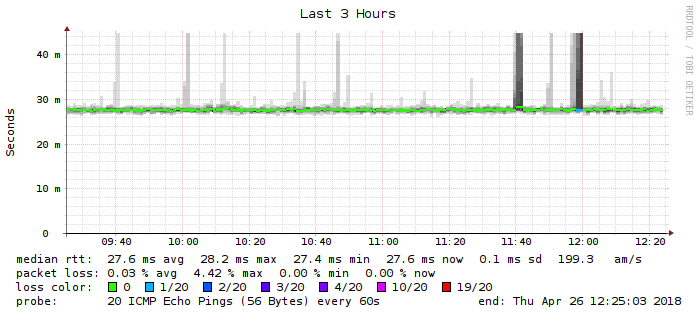 Last 3 Hours
RRDTOOL / TOBI OETIKER
Seconds
40 m
30 m
20 m
10 m
0
09:40 10:00 10:20 10:40 11:00 11:20 11:40 12:00 12:20
median rtt: 27.6 ms avg 28.2 ms max 27.4 ms min 27.6 ms now 0.1 ms sd 199.3 am/s
packet loss: 0.03 % avg 4.42 % max 0.00 % min 0.00 % now
loss color: 0 1/20 2/20 3/20 4/20 10/20 19/20
probe: 20 ICMP Echo Pings (56 Bytes) every 60s end: Thu Apr 26 12:25:03 2018